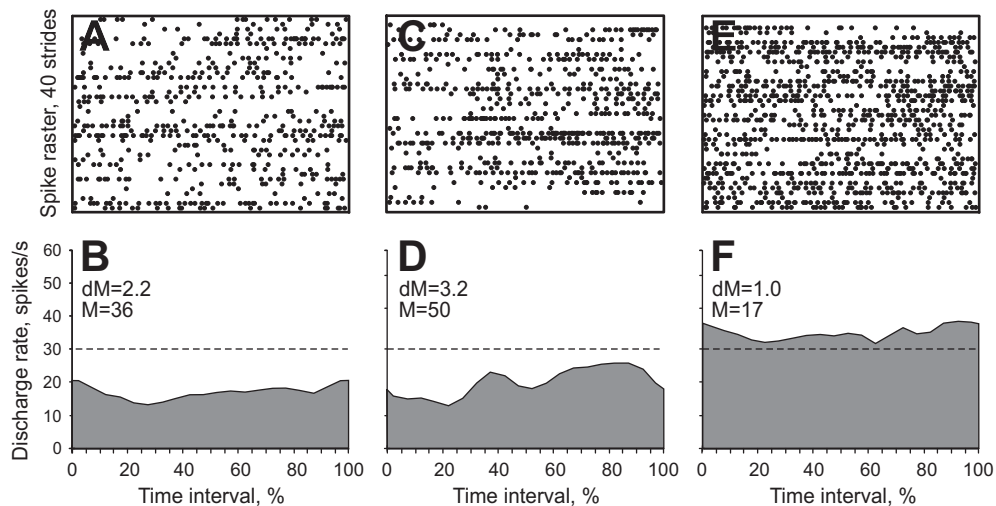 Spike raster, 40 strides
A
C
E
Discharge rate, spikes/s
60
50
40
30
20
10
0
B
dM=2.2
M=36
D
dM=3.2
M=50
F
dM=1.0
M=17
0 20 40 60 80 100
0 20 40 60 80 100
0 20 40 60 80 100
Time interval, %
Time interval, %
Time interval, %